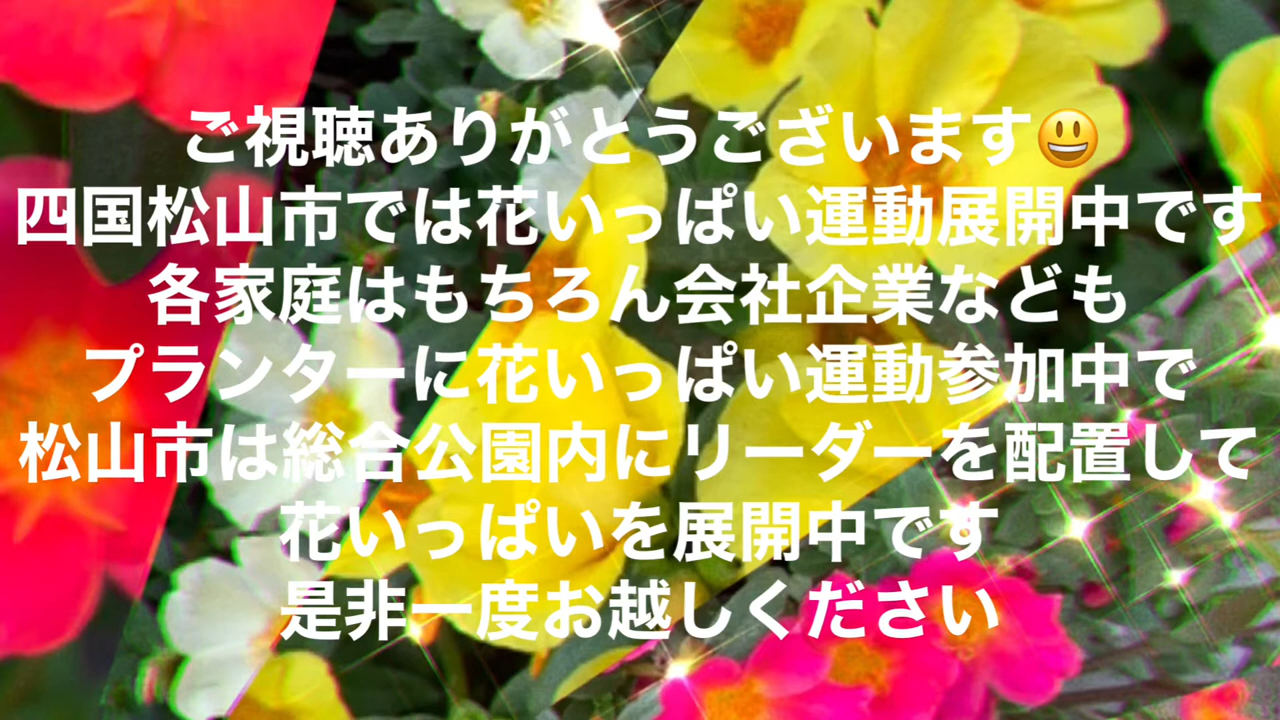 ご視聴ありがとうございます😃
四国松山市では花いっぱい運動展開中です
各家庭はもちろん会社企業なども
プランターに花いっぱい運動参加中で
松山市は総合公園内にリーダーを配置して
花いっぱいを展開中です
是非一度お越しください